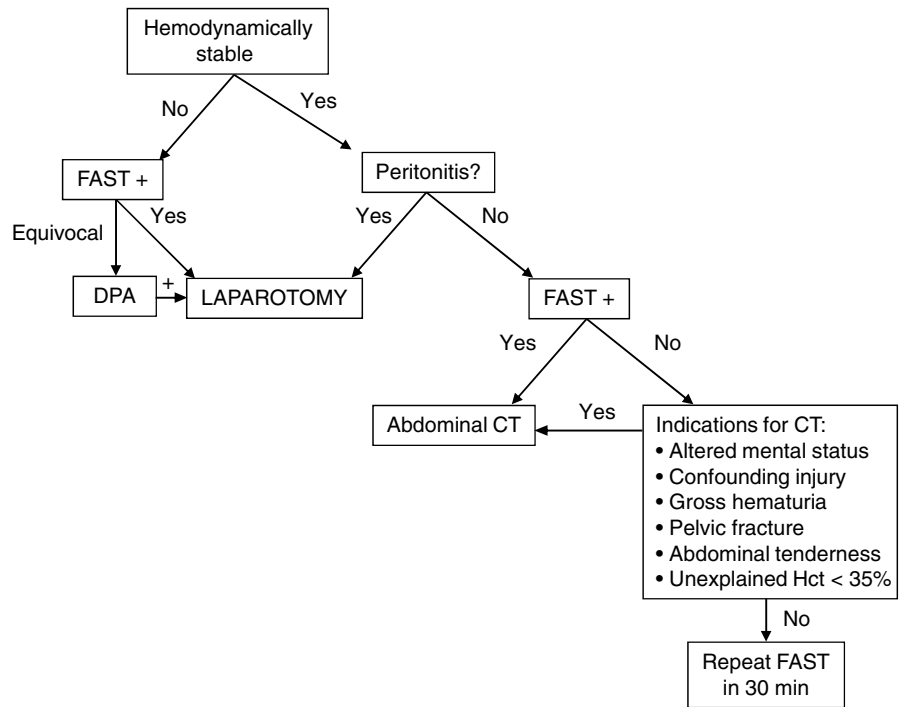 Hemodynamically
stable
No
Yes
FAST +
Peritonitis?
Equivocal
Yes
Yes
No
DPA
+
LAPAROTOMY
FAST +
Yes
No
Abdominal CT
Yes
Indications for CT:
• Altered mental status
• Confounding injury
• Gross hematuria
• Pelvic fracture
• Abdominal tenderness
• Unexplained Hct < 35%
No
Repeat FAST
in 30 min